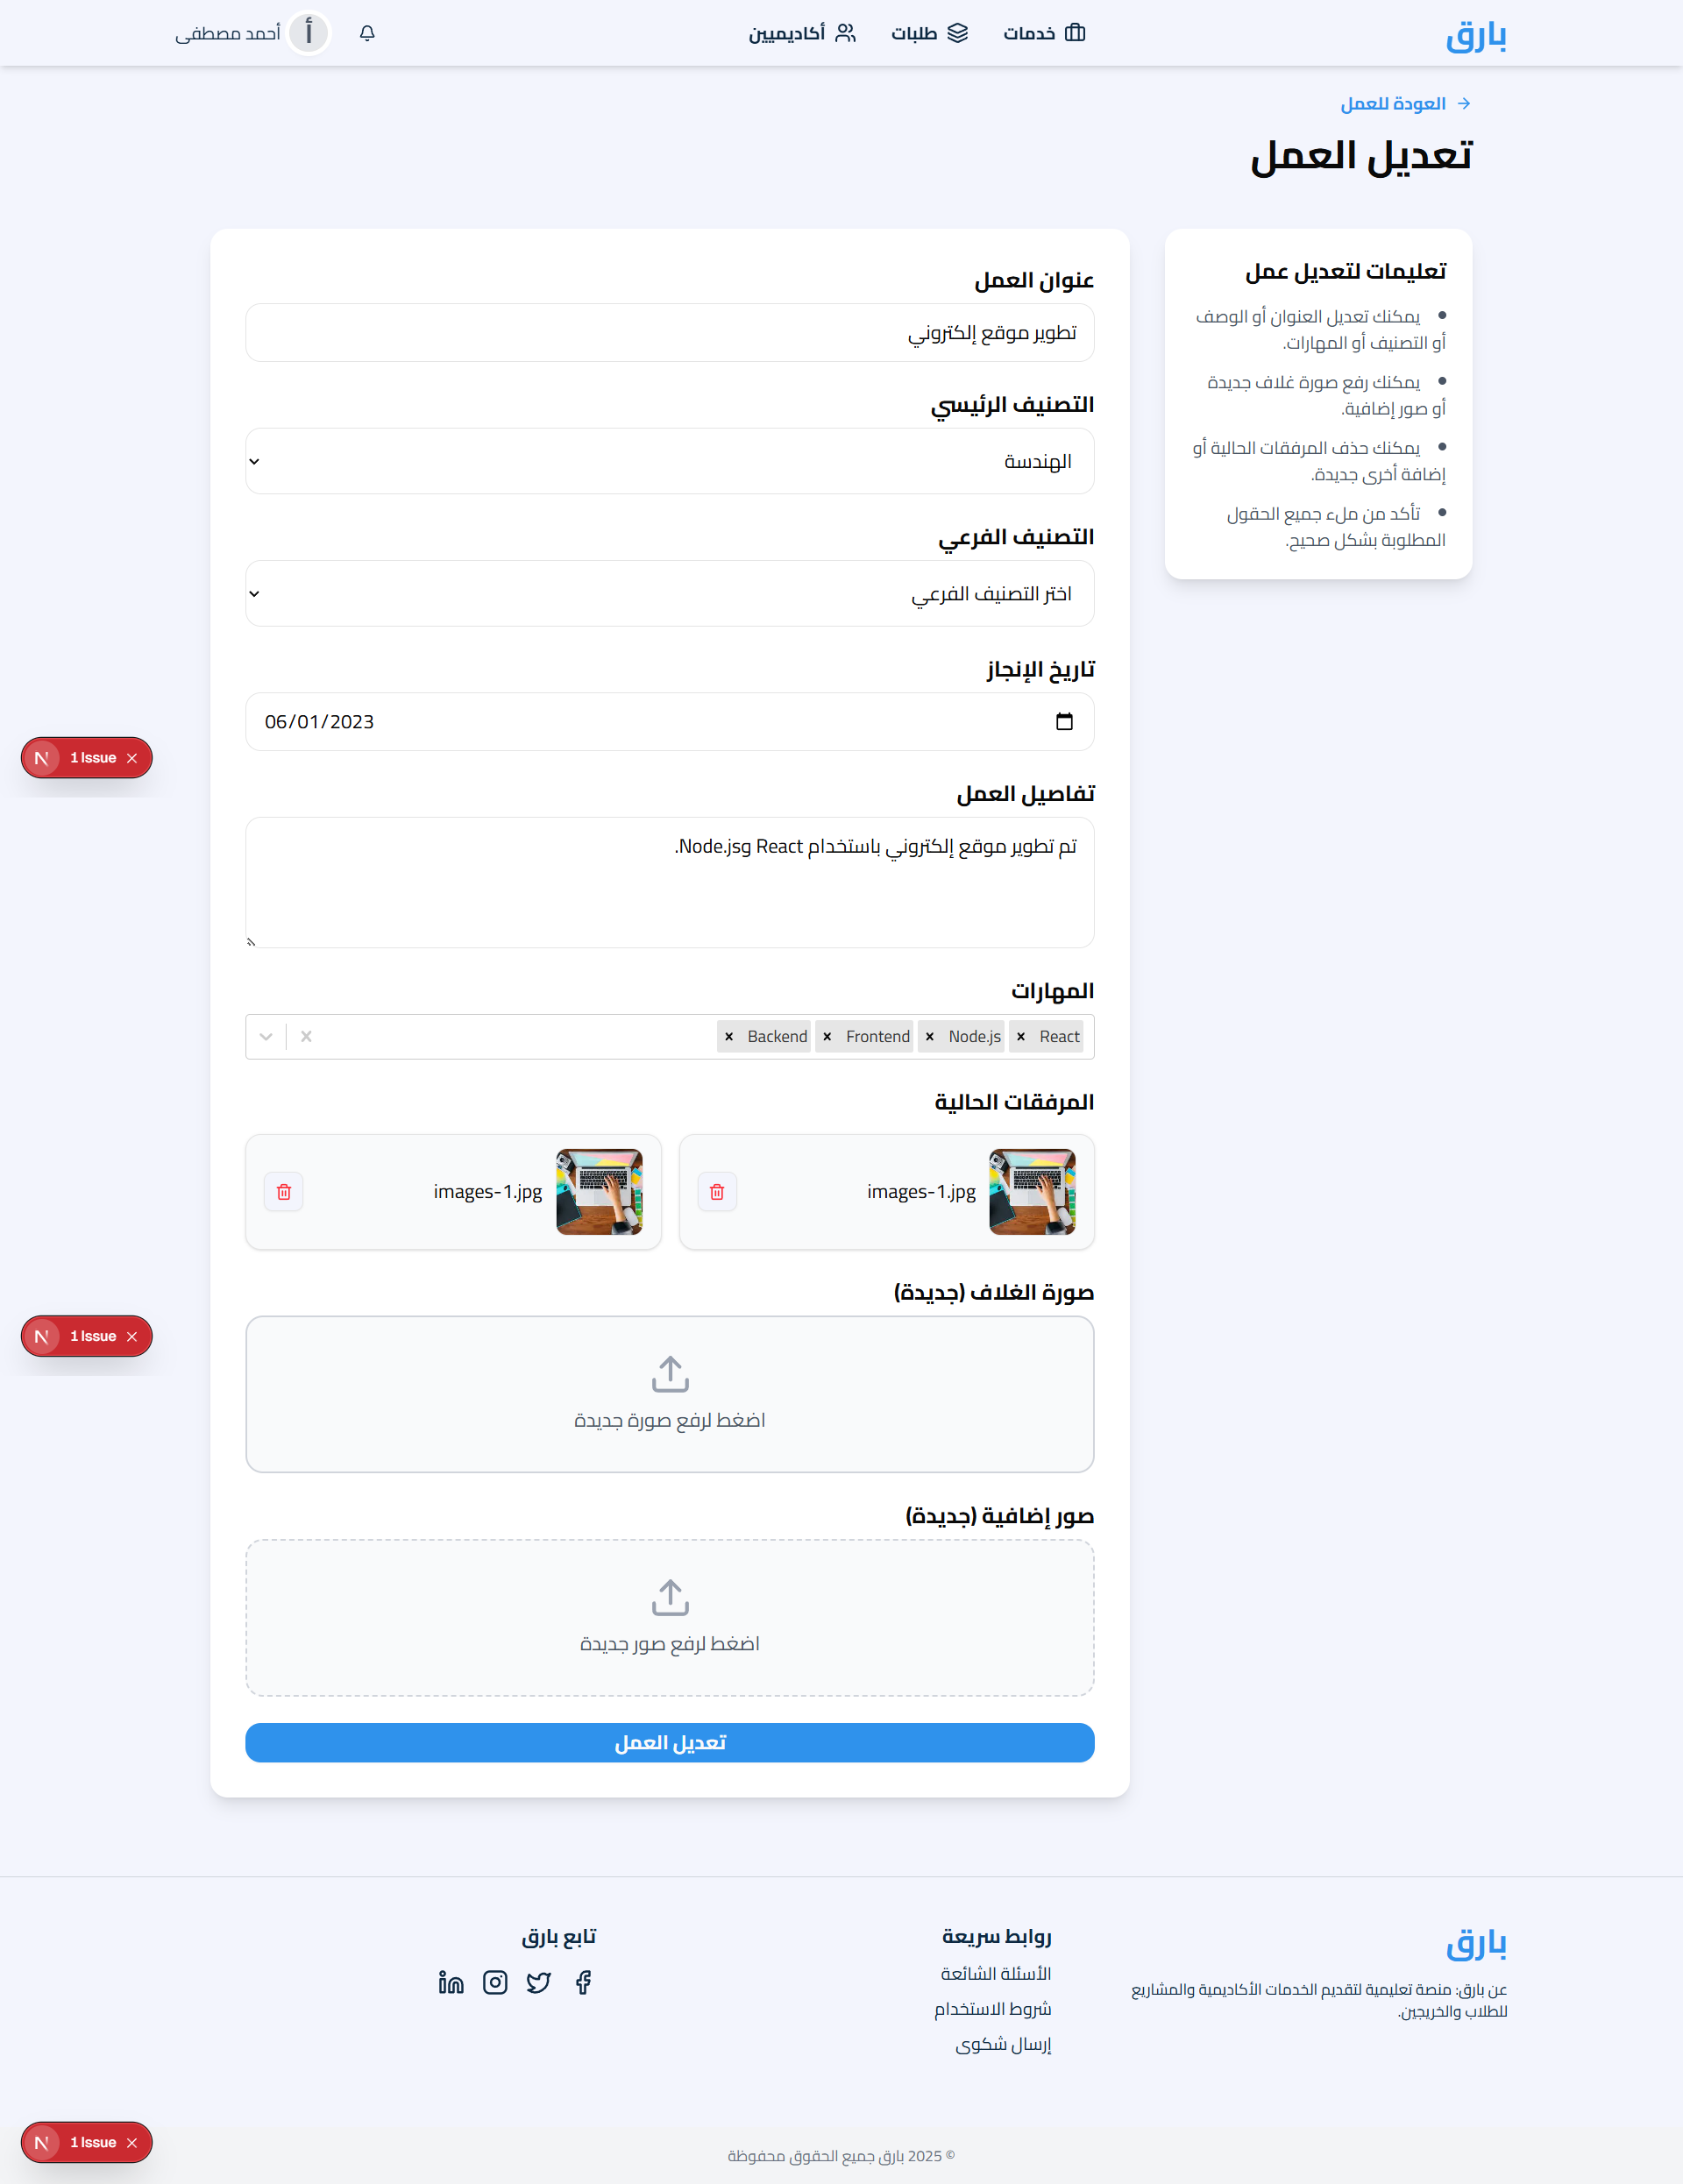 بارق
خدمات
طلبات
أكاديميين
أ
أحمد مصطفى
العودة للعمل
تعديل العمل
تعليمات لتعديل عمل
يمكنك تعديل العنوان أو الوصف
أو التصنيف أو المهارات.
يمكنك رفع صورة غلاف جديدة
أو صور إضافية.
يمكنك حذف المرفقات الحالية أو
إضافة أخرى جديدة.
تأكد من ملء جميع الحقول
المطلوبة بشكل صحيح.
عنوان العمل
تطوير موقع إلكتروني
التصنيف الرئيسي
الهندسة
التصنيف الفرعي
اختر التصنيف الفرعي
تاريخ الإنجاز
06/01/2023
N 1 Issue
تفاصيل العمل
تم تطوير موقع إلكتروني باستخدام React وNode.js.
المهارات
React
Node.js
Frontend
Backend
المرفقات الحالية
images-1.jpg
images-1.jpg
صورة الغلاف (جديدة)
N 1 Issue
اضغط لرفع صورة جديدة
صور إضافية (جديدة)
اضغط لرفع صور جديدة
تعديل العمل
بارق
عن بارق: منصة تعليمية لتقديم الخدمات الأكاديمية والمشاريع
للطلاب والخريجين.
روابط سريعة
الأسئلة الشائعة
شروط الاستخدام
إرسال شكوى
تابع بارق
N 1 Issue
© 2025 بارق جميع الحقوق محفوظة